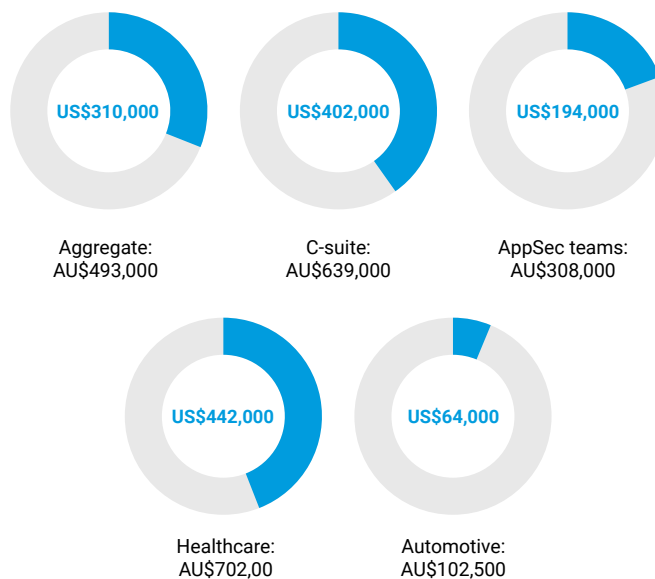 US$310,000
US$402,000
US$194,000
Aggregate:
AU$493,000
C-suite:
AU$639,000
AppSec teams:
AU$308,000
US$442,000
US$64,000
Healthcare:
AU$702,00
Automotive:
AU$102,500